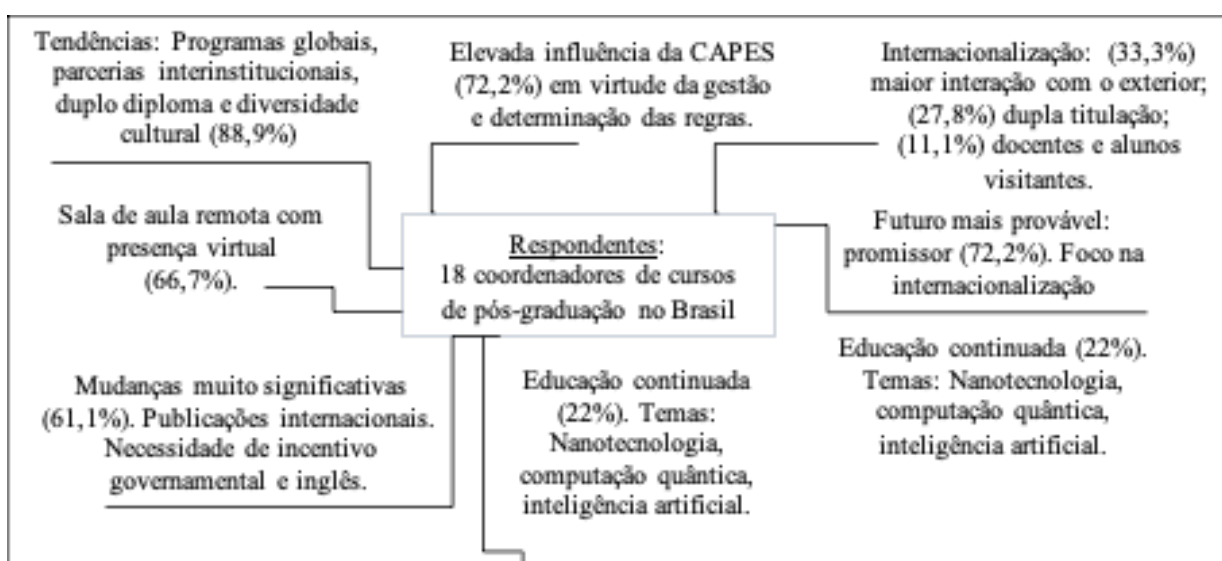 Tendências: Programas globais,
parcerias interinstitucionais,
duplo diploma e diversidade
cultural (88,9%)
Elevada influência da CAPES
(72,2%) em virtude da gestão
e determinação das regras.
Internacionalização: (33,3%)
maior interação com o exterior;
(27,8%) dupla titulação;
(11,1%) docentes e alunos
visitantes.
Sala de aula remota com
presença virtual
(66,7%).
Respondentes:
18 coordenadores de cursos
de pós-graduação no Brasil
Futuro mais provável:
promissor (72,2%). Foco na
internacionalização
Mudanças muito significativas
(61,1%). Publicações internacionais.
Necessidade de incentivo
governamental e inglês.
Educação continuada
(22%). Temas:
Nanotecnologia,
computação quântica,
inteligência artificial.
Educação continuada (22%).
Temas: Nanotecnologia,
computação quântica,
inteligência artificial.